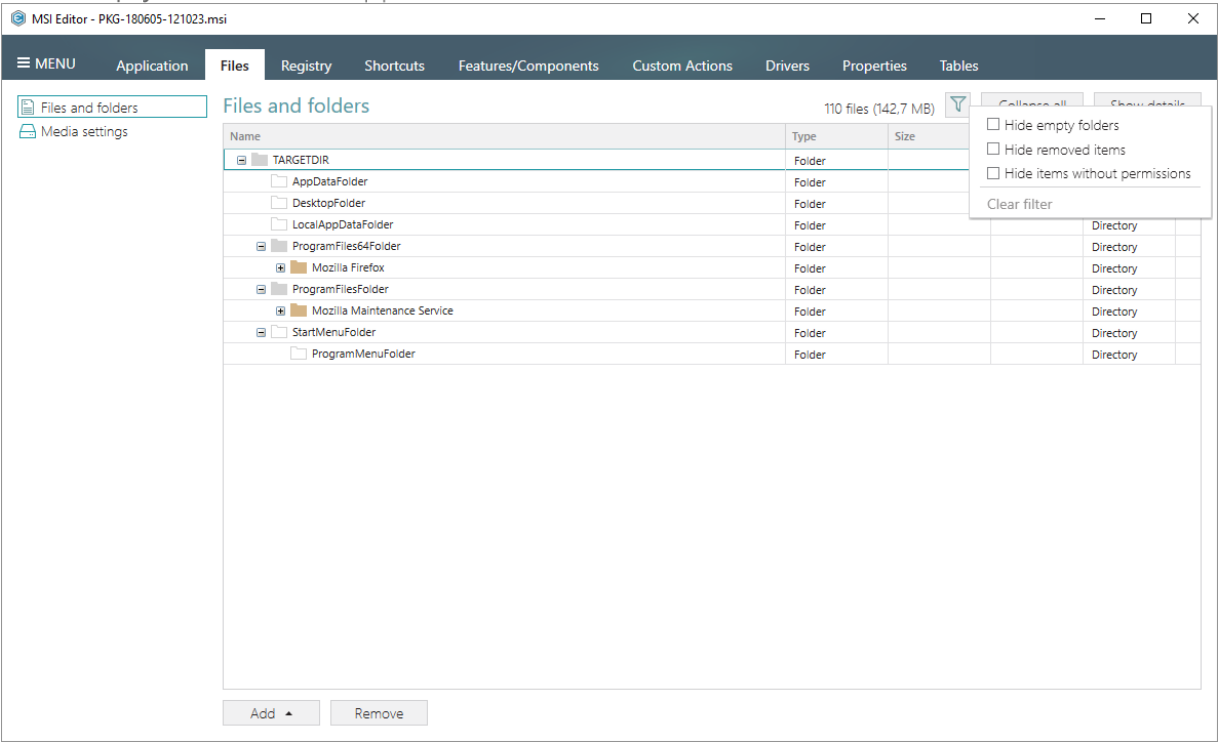 MSI Editor - PKG-180605-121023.msi
MENU Application Files Registry Shortcuts Features/Components Custom Actions Drivers Properties Tables
Files and folders
Media settings
Files and folders
110 files (142,7 MB) Collapse all Show details
Hide empty folders
Hide removed items
Hide items without permissions
Clear filter
Name Type Size
TARGETDIR Folder
AppDataFolder Folder
DesktopFolder Folder
LocalAppDataFolder Folder Directory
ProgramFiles64Folder Folder Directory
Mozilla Firefox Folder Directory
ProgramFilesFolder Folder Directory
Mozilla Maintenance Service Folder Directory
StartMenuFolder Folder Directory
ProgramMenuFolder Folder Directory
Add Remove